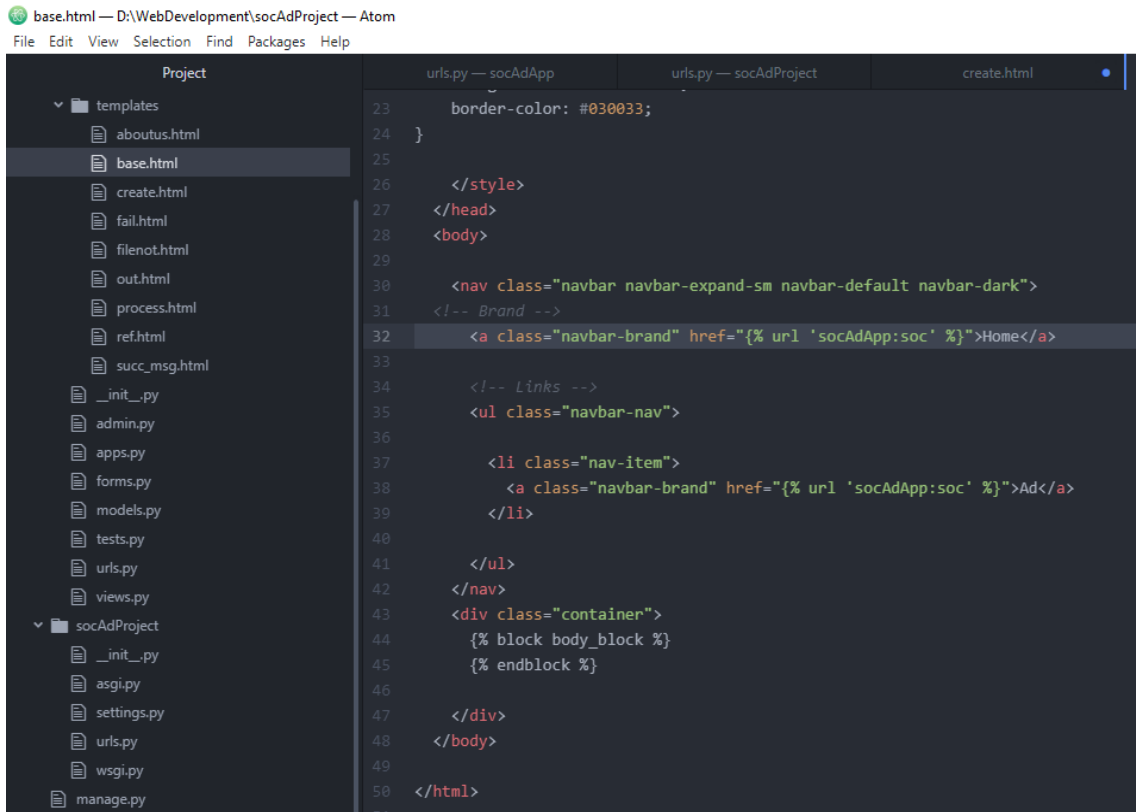 base.html — D:\WebDevelopment\socAdProject — Atom
File Edit View Selection Find Packages Help
Project
templates
aboutus.html
base.html
create.html
fail.html
filenot.html
out.html
process.html
ref.html
succ_msg.html
__init__.py
admin.py
apps.py
forms.py
models.py
tests.py
urls.py
views.py
socAdProject
__init__.py
asgi.py
settings.py
urls.py
wsgi.py
manage.py
urls.py — socAdApp urls.py — socAdProject create.html
23 border-color: #030033;
24 }
25
26 </style>
27 </head>
28 <body>
29
30 <nav class="navbar navbar-expand-sm navbar-default navbar-dark">
31 <!-- Brand -->
32 <a class="navbar-brand" href="{% url 'socAdApp:soc' %}">Home</a>
33
34 <!-- Links -->
35 <ul class="navbar-nav">
36
37 <li class="nav-item">
38 <a class="navbar-brand" href="{% url 'socAdApp:soc' %}">Ad</a>
39 </li>
40
41 </ul>
42 </nav>
43 <div class="container">
44 {% block body_block %}
45 {% endblock %}
46
47 </div>
48 </body>
49
50 </html>